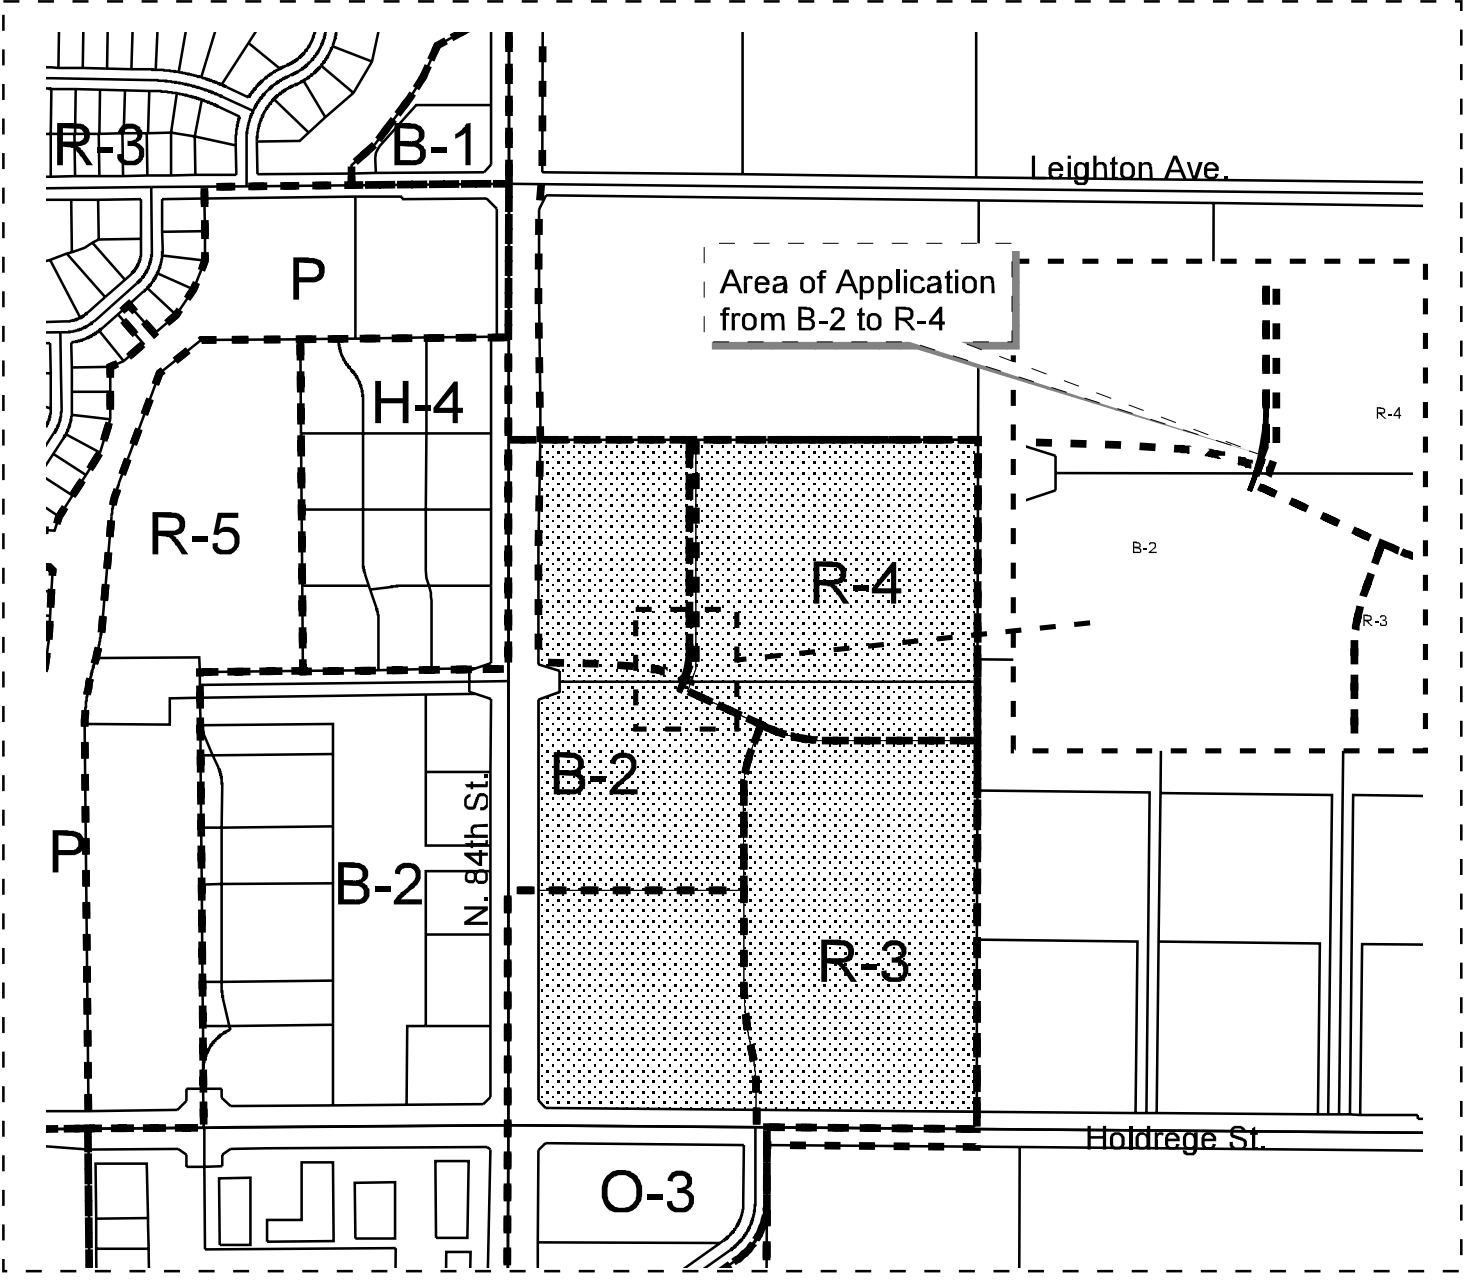 R-3
B-1
Leighton Ave.
P
Area of Application
from B-2 to R-4
H-4
R-4
R-5
B-2
R-4
R-3
B-2
P
B-2
N. 84th St.
R-3
Holdrege St.
O-3